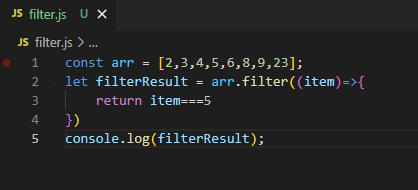 JS filter.js U ×
JS filter.js > ...
1 const arr = [2,3,4,5,6,8,9,23];
2 let filterResult = arr.filter((item)=>{
3     return item===5
4 })
5 console.log(filterResult);